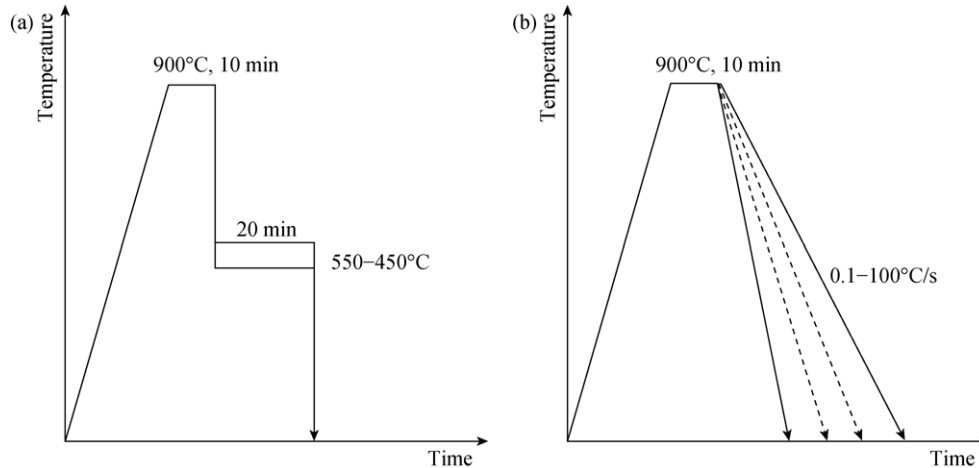 (a)
Temperature
900°C, 10 min
20 min
550−450°C
Time
(b)
Temperature
900°C, 10 min
0.1−100°C/s
Time